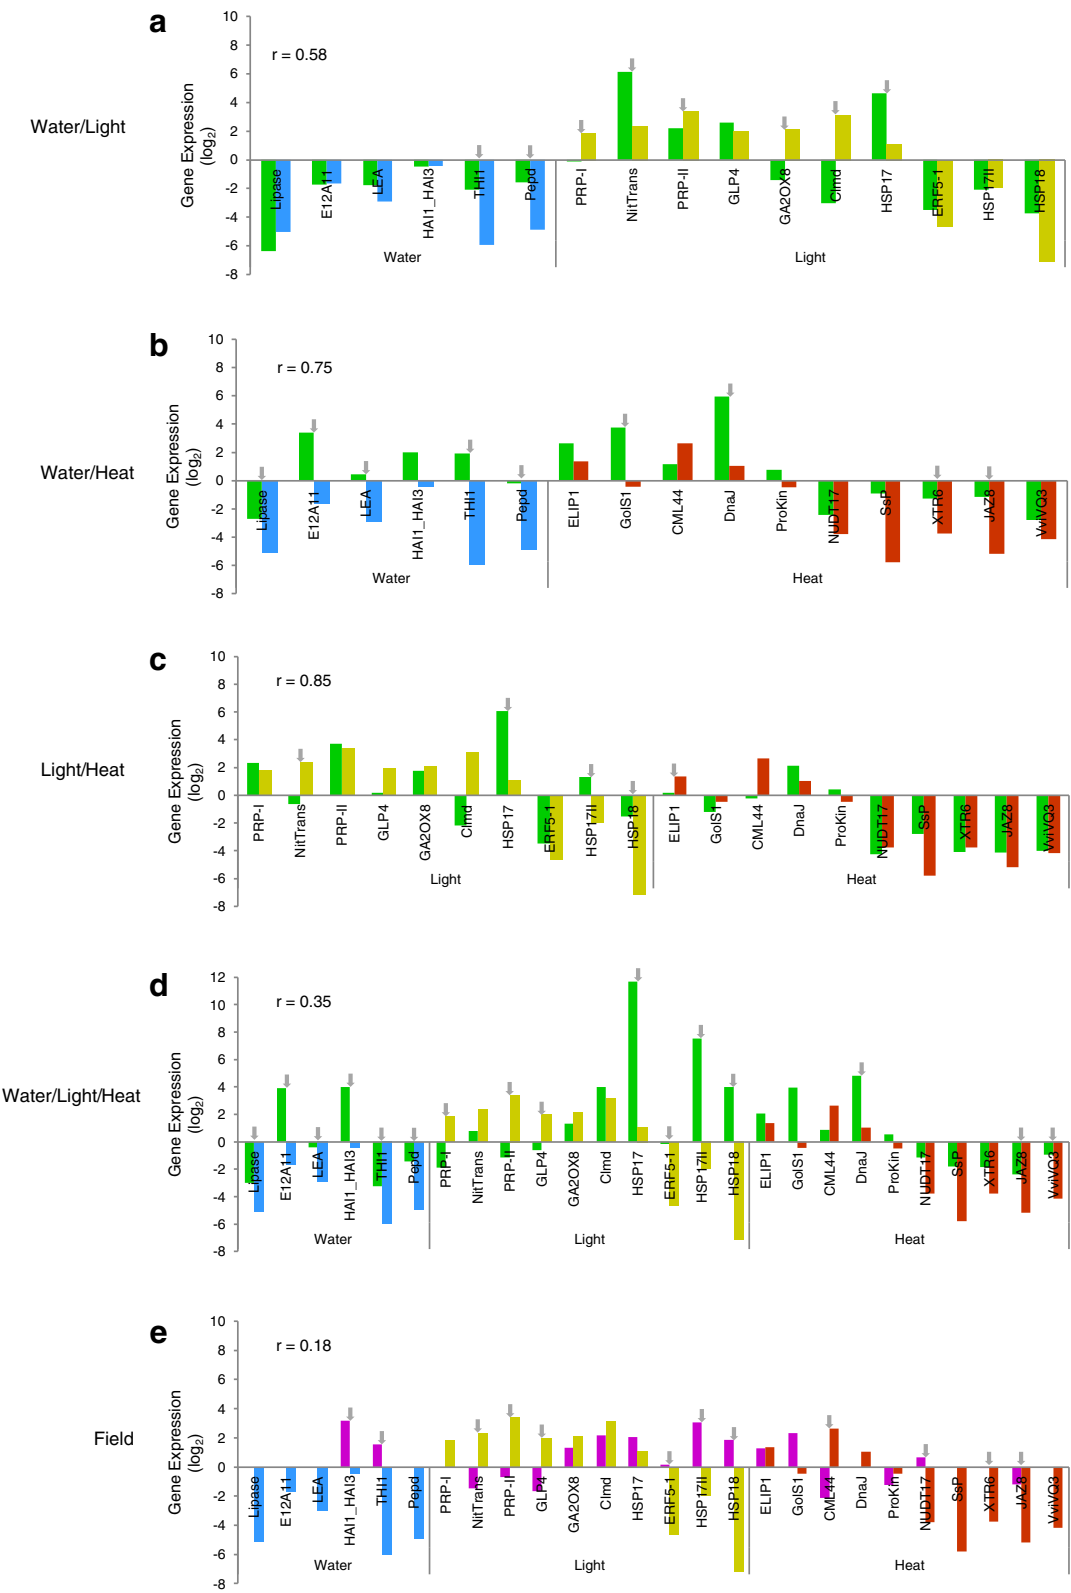 a
Water/Light
Gene Expression
(log2)
r = 0.58
10
8
6
4
2
0
-2
-4
-6
-8
Lipase
E12A11
LEA
HAI1_HAI3
THI1
Pepd
PRP-I
NitTrans
PRP-II
GLP4
GA2OX8
Clmd
HSP17
ERF5-1
HSP17II
HSP18
Water
Light
b
Water/Heat
Gene Expression
(log2)
r = 0.75
10
8
6
4
2
0
-2
-4
-6
-8
Lipase
E12A11
LEA
HAI1_HAI3
THI1
Pepd
ELIP1
GolS1
CML44
DnaJ
ProKin
NUDT17
SsP
XTR6
JAZ8
VviVQ3
Water
Heat
c
Light/Heat
Gene Expression
(log2)
r = 0.85
10
8
6
4
2
0
-2
-4
-6
-8
PRP-I
NitTrans
PRP-II
GLP4
GA2OX8
Clmd
HSP17
ERF5-1
HSP17II
HSP18
ELIP1
GolS1
CML44
DnaJ
ProKin
NUDT17
SsP
XTR6
JAZ8
VviVQ3
Light
Heat
d
Water/Light/Heat
Gene Expression
(log2)
r = 0.35
12
10
8
6
4
2
0
-2
-4
-6
-8
Lipase
E12A11
LEA
HAI1_HAI3
THI1
Pepd
PRP-I
NitTrans
PRP-II
GLP4
GA2OX8
Clmd
HSP17
ERF5-1
HSP17II
HSP18
ELIP1
GolS1
CML44
DnaJ
ProKin
NUDT17
SsP
XTR6
JAZ8
VviVQ3
Water
Light
Heat
e
Field
Gene Expression
(log2)
r = 0.18
10
8
6
4
2
0
-2
-4
-6
-8
Lipase
E12A11
LEA
HAI1_HAI3
THI1
Pepd
PRP-I
NitTrans
PRP-II
GLP4
GA2OX8
Clmd
HSP17
ERF5-1
HSP17II
HSP18
ELIP1
GolS1
CML44
DnaJ
ProKin
NUDT17
SsP
XTR6
JAZ8
VviVQ3
Water
Light
Heat